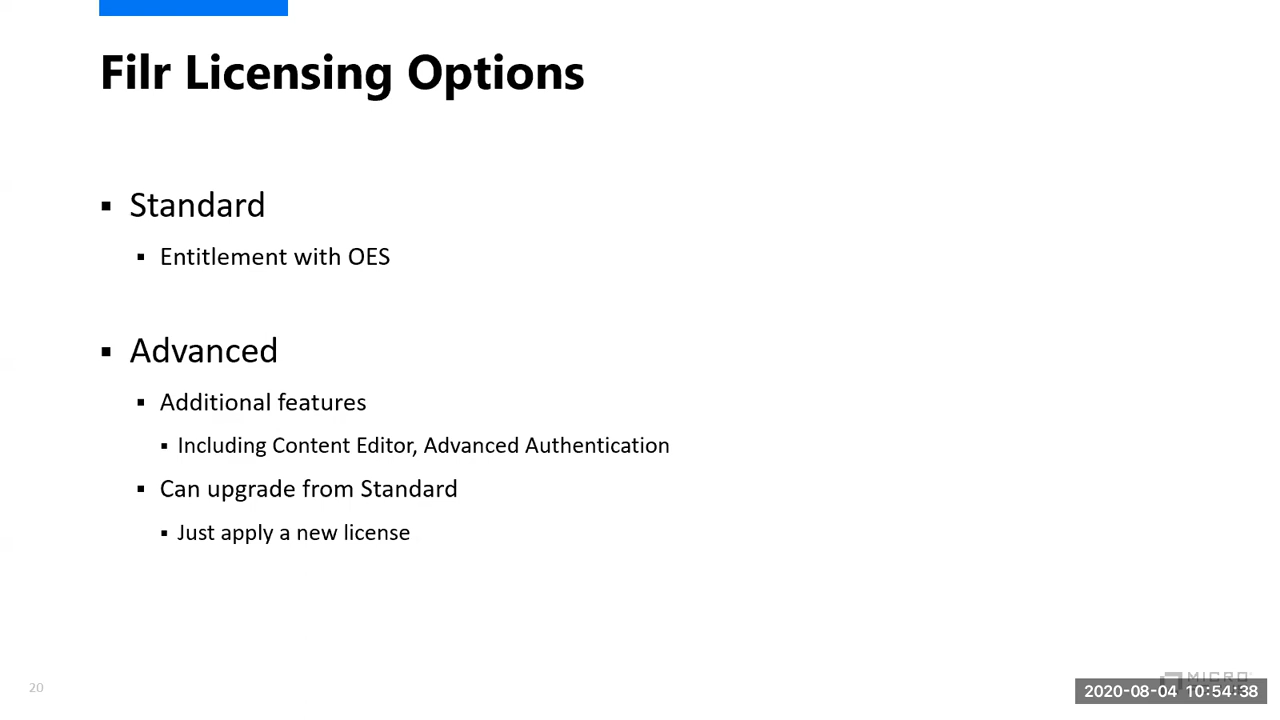 Filr Licensing Options
▪ Standard
▪ Entitlement with OES
▪ Advanced
▪ Additional features
▪ Including Content Editor, Advanced Authentication
▪ Can upgrade from Standard
▪ Just apply a new license
20
MICRO
2020-08-04 10:54:38